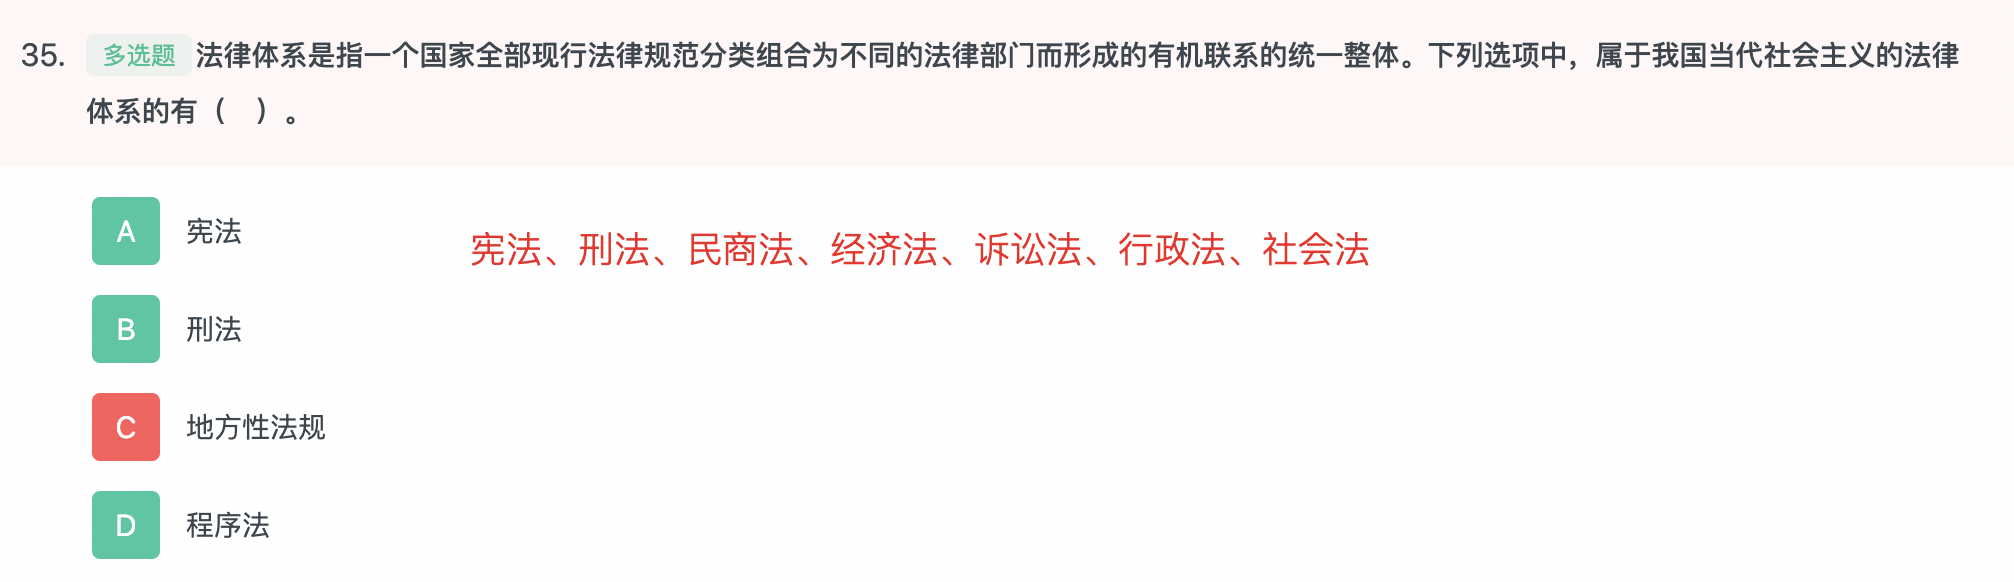 35. 多选题 法律体系是指一个国家全部现行法律规范分类组合为不同的法律部门而形成的有机联系的统一整体。下列选项中，属于我国当代社会主义的法律
体系的有（ ）。
A 宪法
宪法、刑法、民商法、经济法、诉讼法、行政法、社会法
B 刑法
C 地方性法规
D 程序法